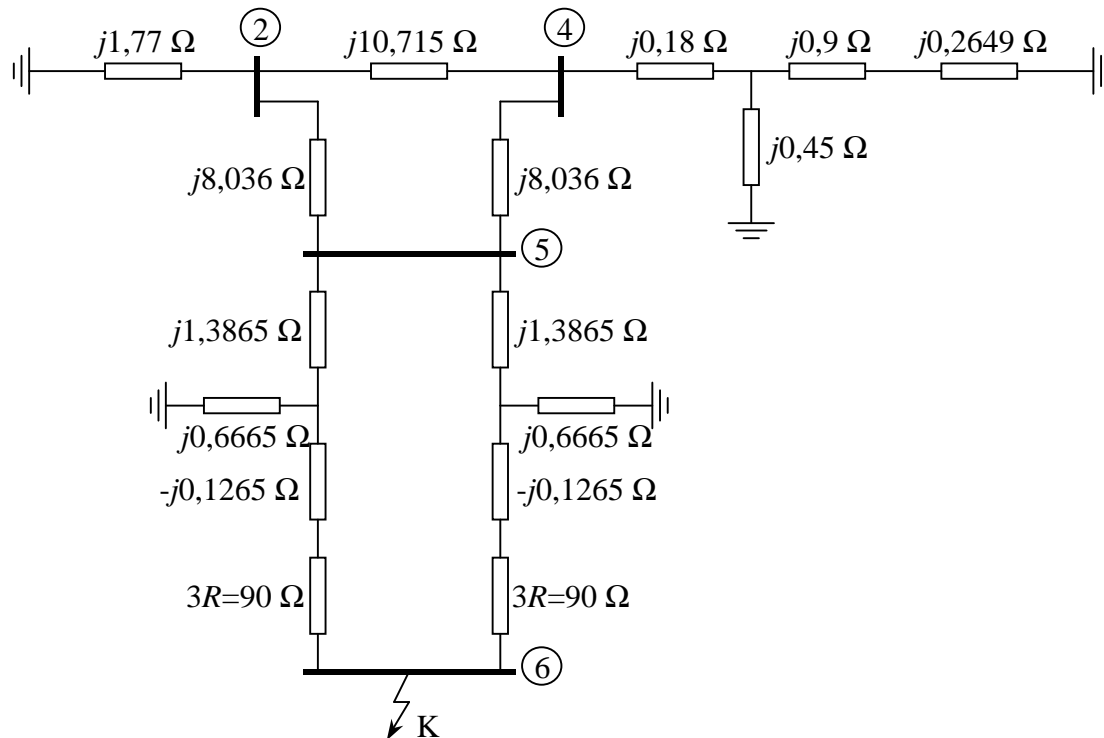 2
4
j1,77 Ω
j10,715 Ω
j0,18 Ω
j0,9 Ω
j0,2649 Ω
j0,45 Ω
j8,036 Ω
j8,036 Ω
5
j1,3865 Ω
j1,3865 Ω
j0,6665 Ω
j0,6665 Ω
-j0,1265 Ω
-j0,1265 Ω
3R=90 Ω
3R=90 Ω
6
K